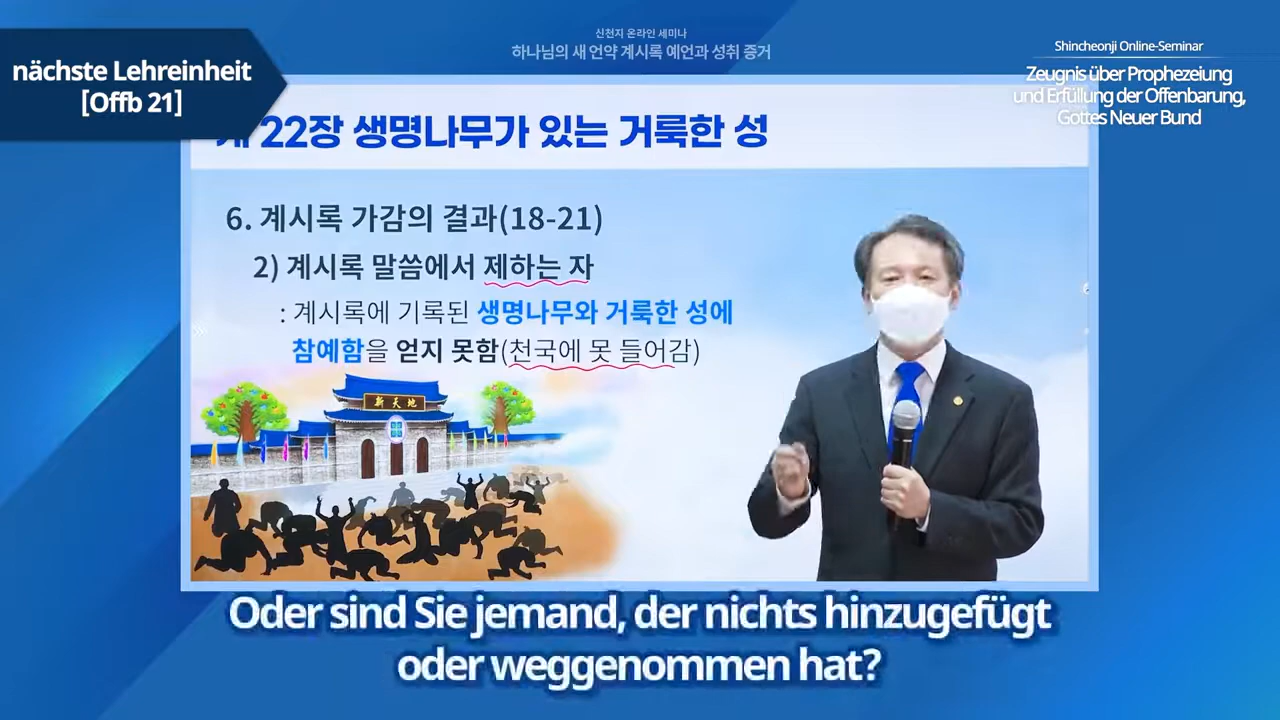 nächste Lehreinheit
[Offb 21]
신천지 온라인 세미나
하나님의 새 언약 계시록 예언과 성취 증거
Shincheonji Online-Seminar
Zeugnis über Prophezeiung
und Erfüllung der Offenbarung,
Gottes Neuer Bund
제 22장 생명나무가 있는 거룩한 성
6. 계시록 가감의 결과(18-21)
2) 계시록 말씀에서 제하는 자
: 계시록에 기록된 생명나무와 거룩한 성에
참예함을 얻지 못함(천국에 못 들어감)
新天地
Oder sind Sie jemand, der nichts hinzugefügt
oder weggenommen hat?